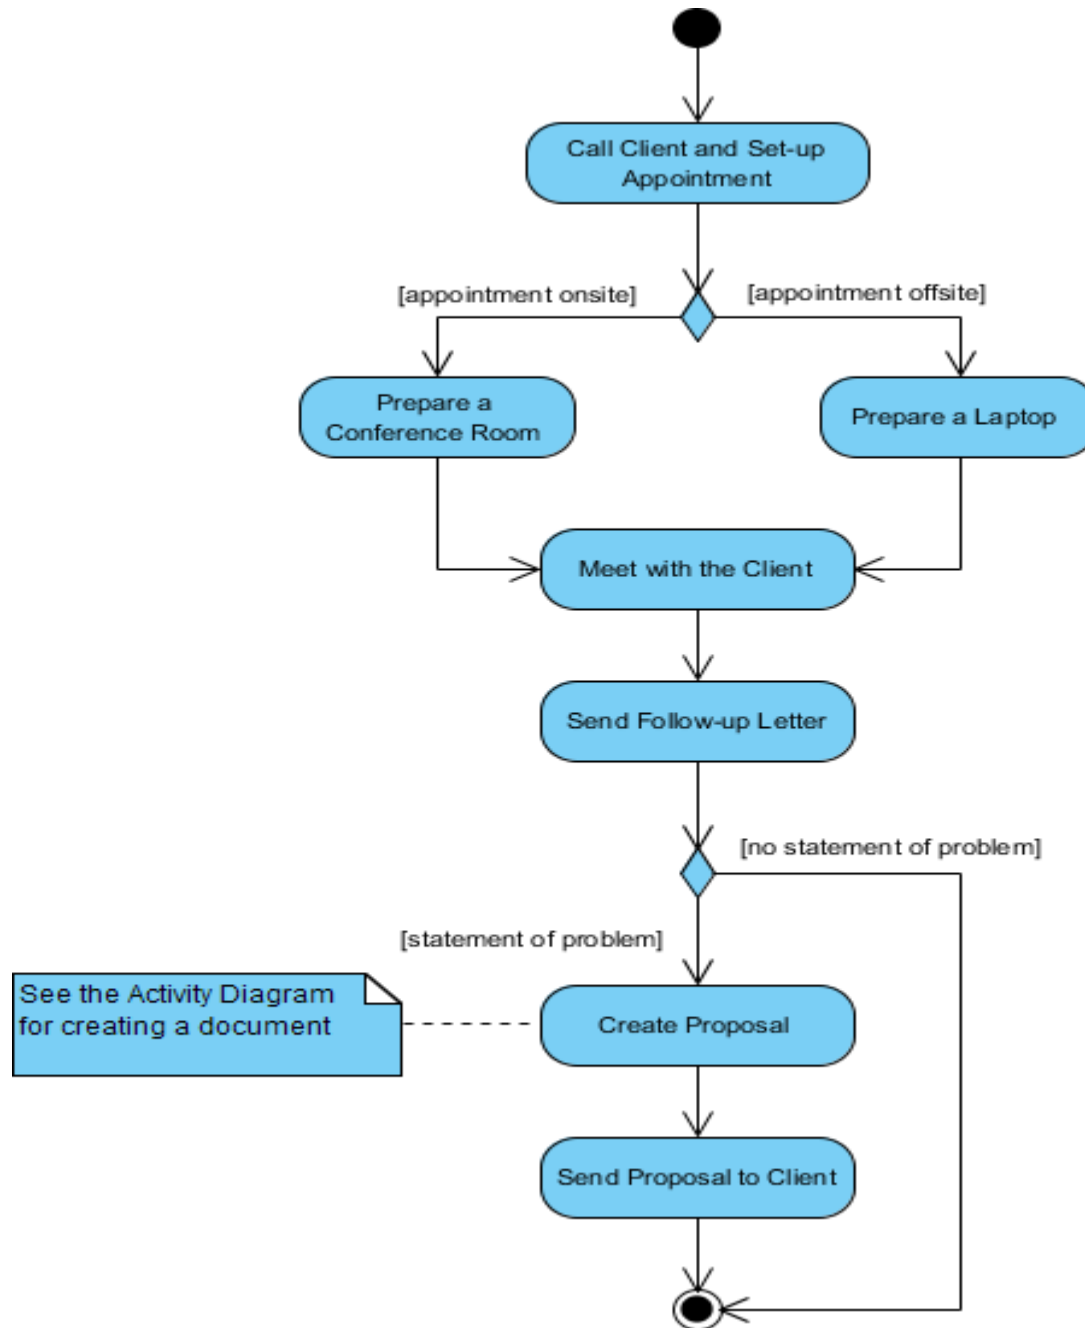 Call Client and Set-up
Appointment
[appointment onsite]
[appointment offsite]
Prepare a
Conference Room
Prepare a Laptop
Meet with the Client
Send Follow-up Letter
[no statement of problem]
[statement of problem]
See the Activity Diagram
for creating a document
Create Proposal
Send Proposal to Client